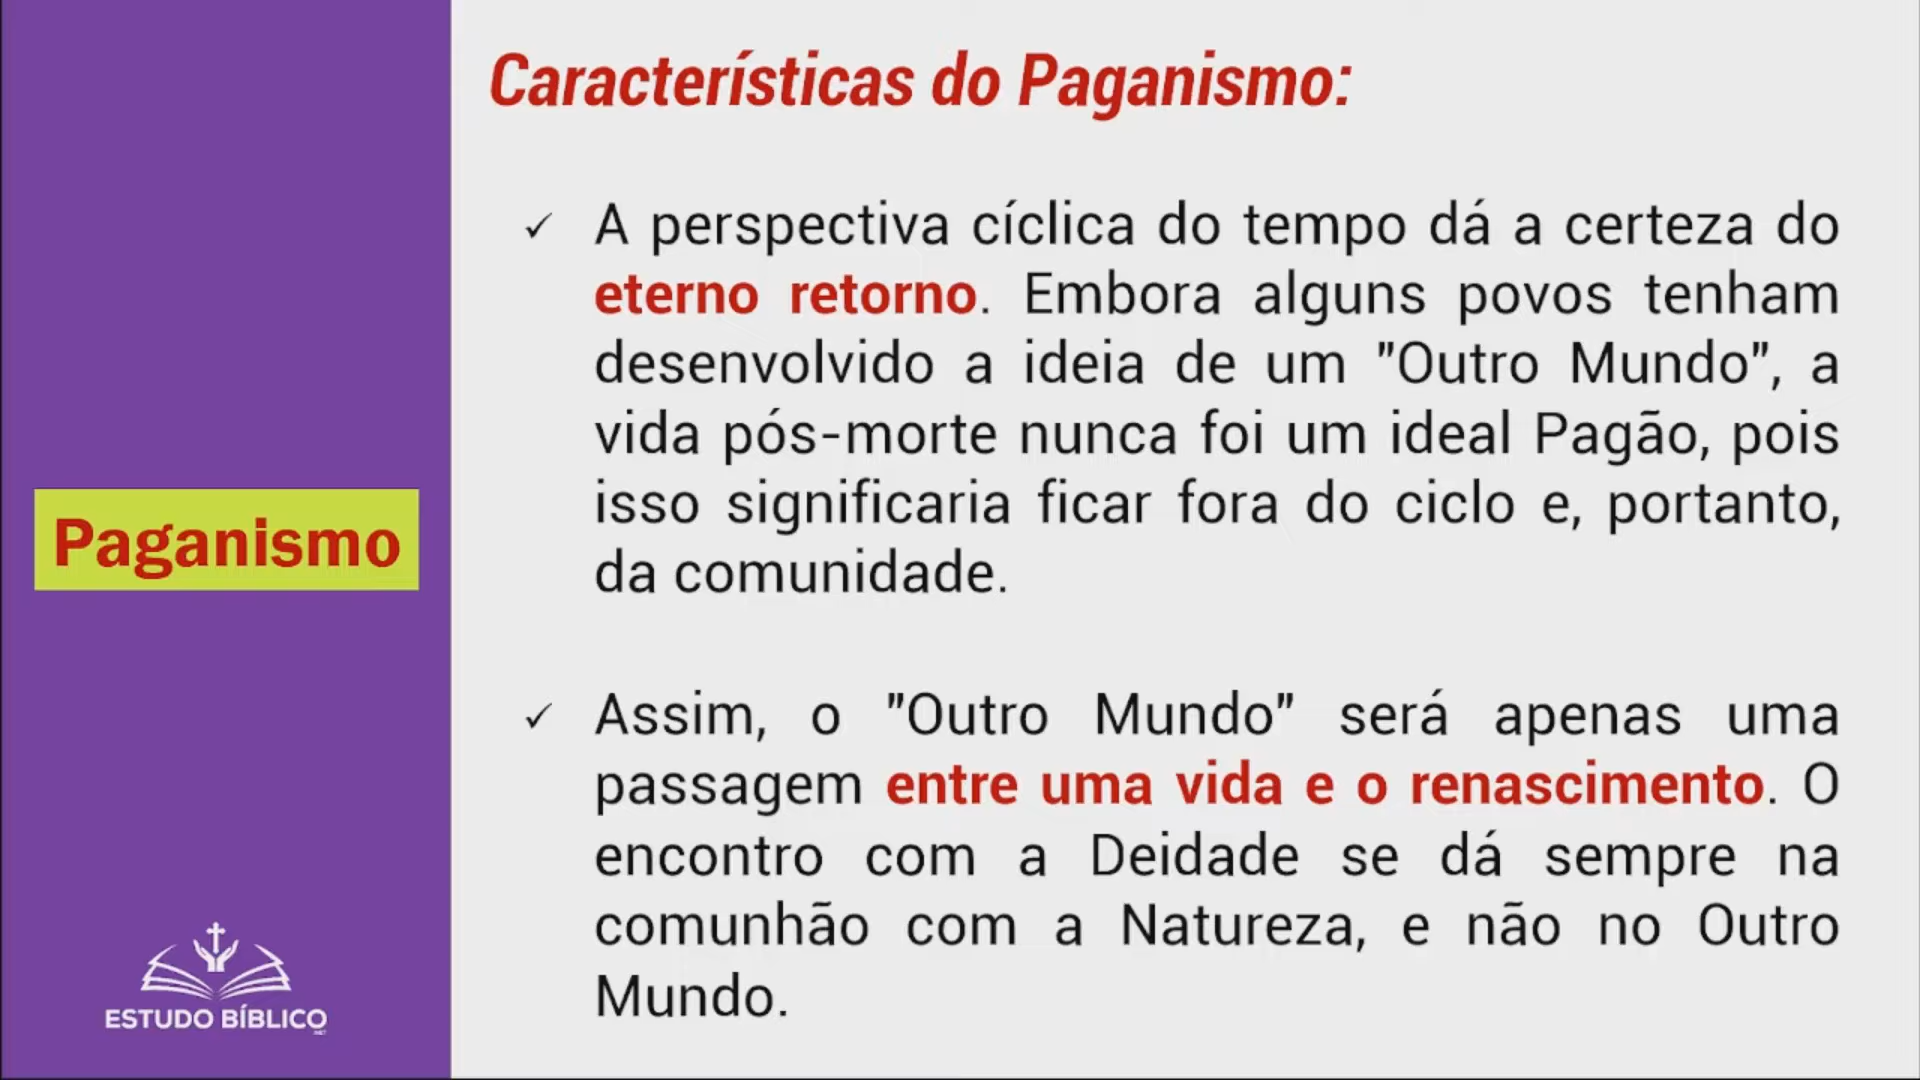 Características do Paganismo:
A perspectiva cíclica do tempo dá a certeza do
eterno retorno. Embora alguns povos tenham
desenvolvido a ideia de um "Outro Mundo", a
vida pós-morte nunca foi um ideal Pagão, pois
isso significaria ficar fora do ciclo e, portanto,
da comunidade.
Assim, o "Outro Mundo" será apenas uma
passagem entre uma vida e o renascimento. O
encontro com a Deidade se dá sempre na
comunhão com a Natureza, e não no Outro
Mundo.
Paganismo
ESTUDO BÍBLICO